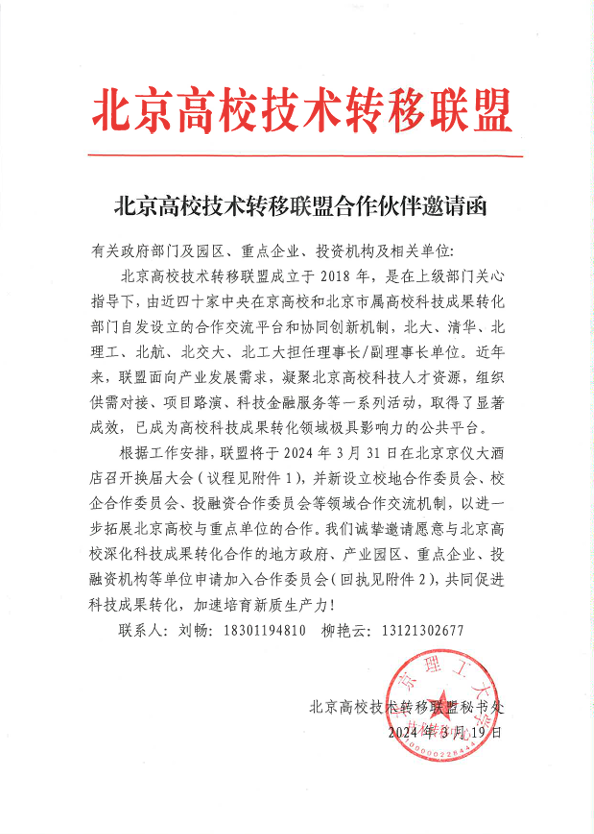 北京高校技术转移联盟
北京高校技术转移联盟合作伙伴邀请函
有关政府部门及园区、重点企业、投资机构及相关单位:
北京高校技术转移联盟成立于 2018 年，是在上级部门关心
指导下，由近四十家中央在京高校和北京市属高校科技成果转化
部门自发设立的合作交流平台和协同创新机制，北大、清华、北
理工、北航、北交大、北工大担任理事长/副理事长单位。近年
来，联盟面向产业发展需求，凝聚北京高校科技人才资源，组织
供需对接、项目路演、科技金融服务等一系列活动，取得了显著
成效，已成为高校科技成果转化领域极具影响力的公共平台。
根据工作安排，联盟将于 2024 年 3 月 31 日在北京京仪大酒
店召开换届大会（议程见附件 1），并新设立校地合作委员会、校
企合作委员会、投融资合作委员会等领域合作交流机制，以进一
步拓展北京高校与重点单位的合作。我们诚挚邀请愿意与北京高
校深化科技成果转化合作的地方政府、产业园区、重点企业、投
融资机构等单位申请加入合作委员会（回执见附件 2），共同促进
科技成果转化，加速培育新质生产力！
联系人：刘畅：18301194810 柳艳云：13121302677
北京理工大学
北京高校技术转移联盟秘书处
技术转移中心
2024 年 3 月 19 日